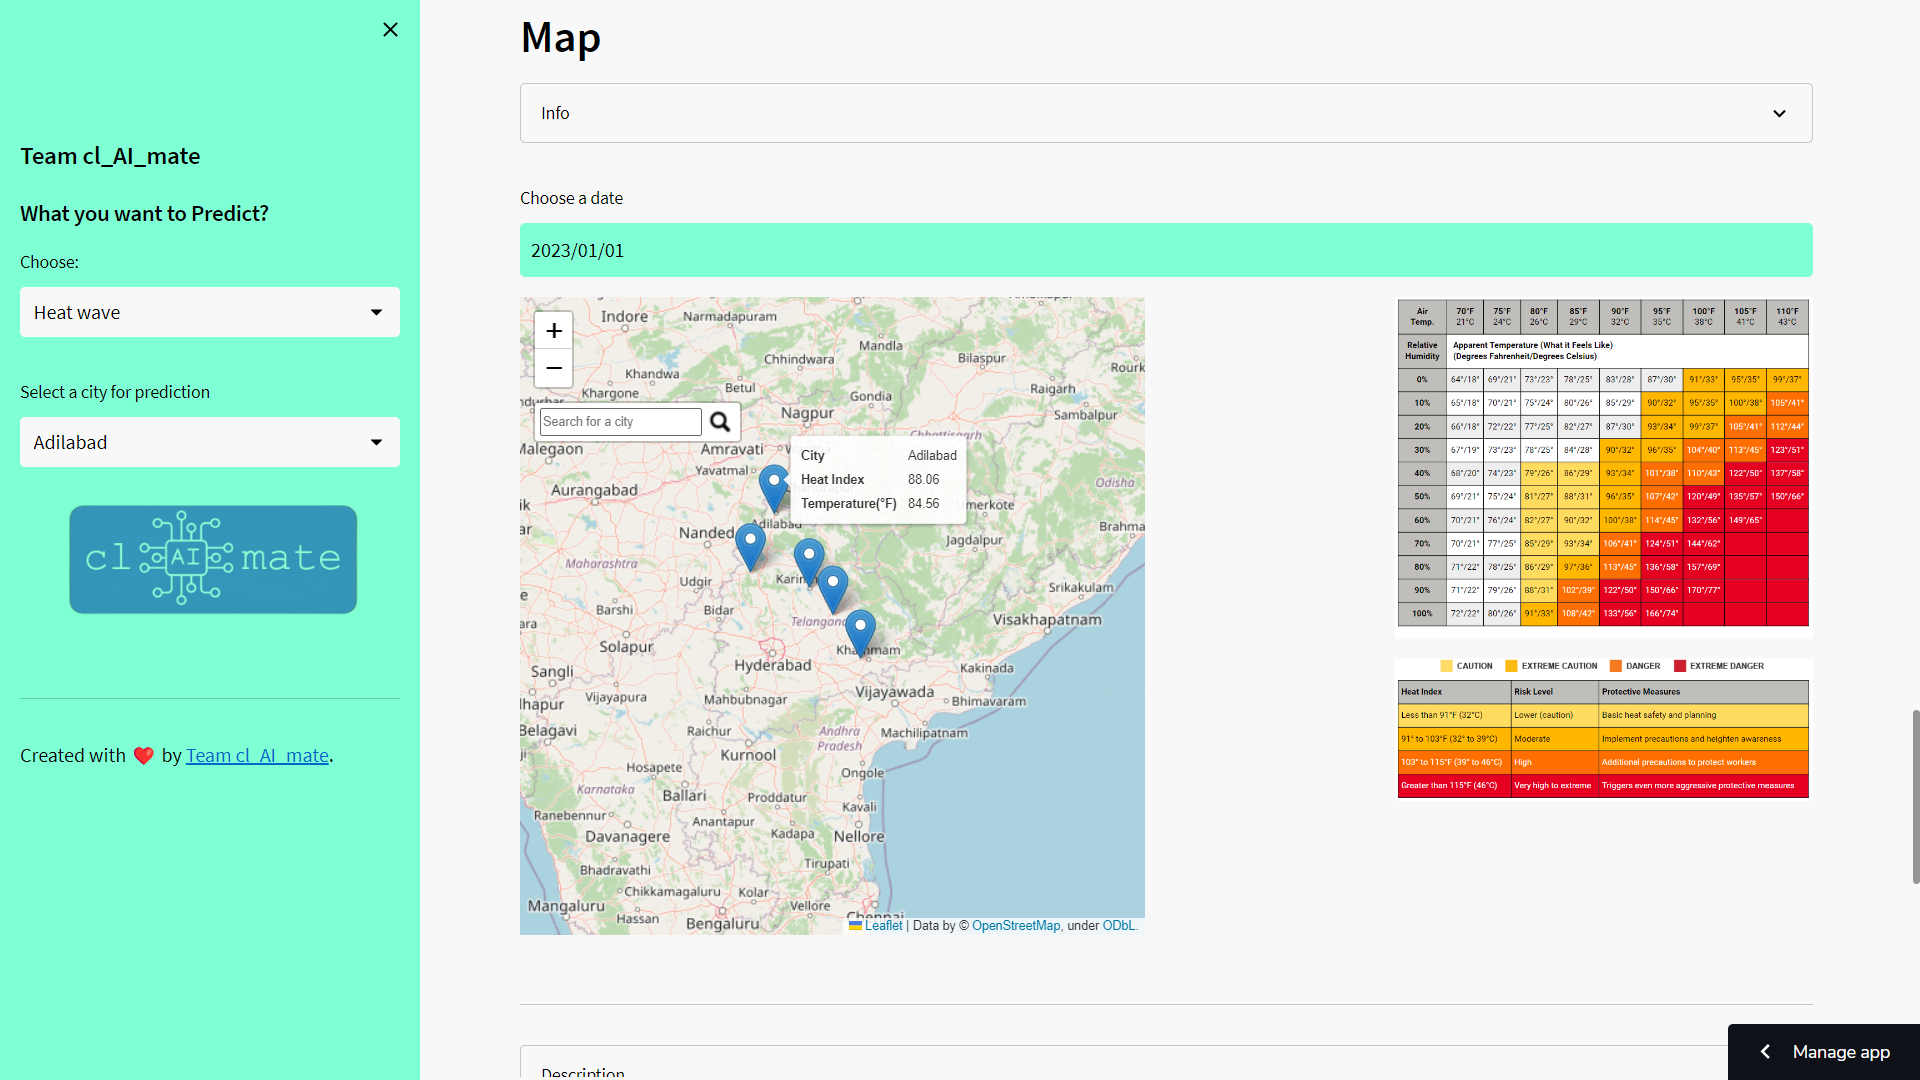 Team cl_AI_mate
What you want to Predict?
Choose:
Heat wave
Select a city for prediction
Adilabad
cl AI mate
Created with ❤️ by Team cl_AI_mate.
Map
Info
Choose a date
2023/01/01
+
−
Search for a city
City Adilabad
Heat Index 88.06
Temperature(°F) 84.56
Indore
Narmadapuram
Mandla
Chhindwara
Bilaspur
Khandwa
Khargone
Betul
Gondia
Raigarh
Nagpur
Sambalpur
Malegaon
Amravati
Yavatmal
Chhattisgarh
Odisha
Aurangabad
Adilabad
Umerkote
Nanded
Jagdalpur
Maharashtra
Udgir
Srikakulam
Barshi
Bidar
Telangana
Visakhapatnam
Solapur
Khammam
Hyderabad
Kakinada
Sangli
Vijayapura
Mahbubnagar
Vijayawada
Bhimavaram
Belagavi
Raichur
Andhra Pradesh
Machilipatnam
Kurnool
Hosapete
Ongole
Karnataka
Ballari
Proddatur
Kavali
Ranebennur
Anantapur
Kadapa
Nellore
Davanagere
Tirupati
Bhadravathi
Chikkamagaluru
Kolar
Mangaluru
Hassan
Bengaluru
Vellore
Chennai
Leaflet | Data by © OpenStreetMap, under ODbL.
Air Temp. 70°F 21°C 75°F 24°C 80°F 26°C 85°F 29°C 90°F 32°C 95°F 35°C 100°F 38°C 105°F 41°C 110°F 43°C
Relative Humidity Apparent Temperature (What it Feels Like)
(Degrees Fahrenheit/Degrees Celsius)
0% 64°/18° 69°/21° 73°/23° 78°/25° 83°/28° 87°/30° 91°/33° 95°/35° 99°/37°
10% 65°/18° 70°/21° 75°/24° 80°/26° 85°/29° 90°/32° 95°/35° 100°/38° 105°/41°
20% 66°/18° 72°/22° 77°/25° 82°/27° 87°/30° 93°/34° 99°/37° 105°/41° 112°/44°
30% 67°/19° 73°/23° 78°/25° 84°/28° 90°/32° 96°/35° 104°/40° 113°/45° 123°/51°
40% 68°/20° 74°/23° 79°/26° 86°/29° 93°/34° 101°/38° 110°/43° 122°/50° 137°/58°
50% 69°/21° 75°/24° 81°/27° 88°/31° 96°/35° 107°/42° 120°/49° 135°/57° 150°/66°
60% 70°/21° 76°/24° 82°/27° 90°/32° 100°/38° 114°/45° 132°/56° 149°/65°
70% 70°/21° 77°/25° 85°/29° 93°/34° 106°/41° 124°/51° 144°/62°
80% 71°/22° 78°/25° 86°/29° 97°/36° 113°/45° 136°/58° 157°/69°
90% 71°/22° 79°/26° 88°/31° 102°/39° 122°/50° 150°/66° 170°/77°
100% 72°/22° 80°/26° 91°/33° 108°/42° 133°/56° 166°/74°
CAUTION EXTREME CAUTION DANGER EXTREME DANGER
Heat Index Risk Level Protective Measures
Less than 91°F (32°C) Lower (caution) Basic heat safety and planning
91° to 103°F (32° to 39°C) Moderate Implement precautions and heighten awareness
103° to 115°F (39° to 46°C) High Additional precautions to protect workers
Greater than 115°F (46°C) Very high to extreme Triggers even more aggressive protective measures
Description
Manage app